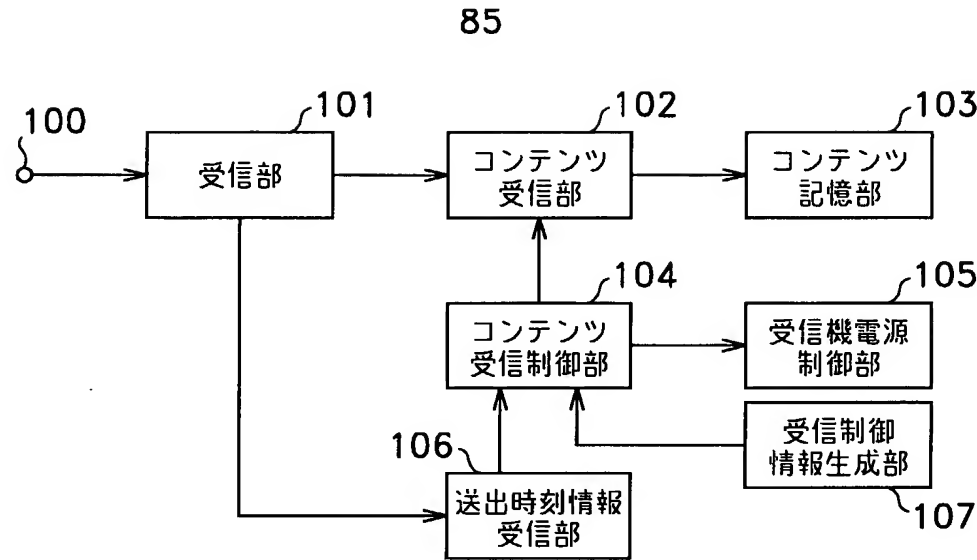 85
100
101
102
103
受信部
コンテンツ
受信部
コンテンツ
記憶部
104
105
コンテンツ
受信制御部
受信機電源
制御部
106
受信制御
情報生成部
送出時刻情報
受信部
107